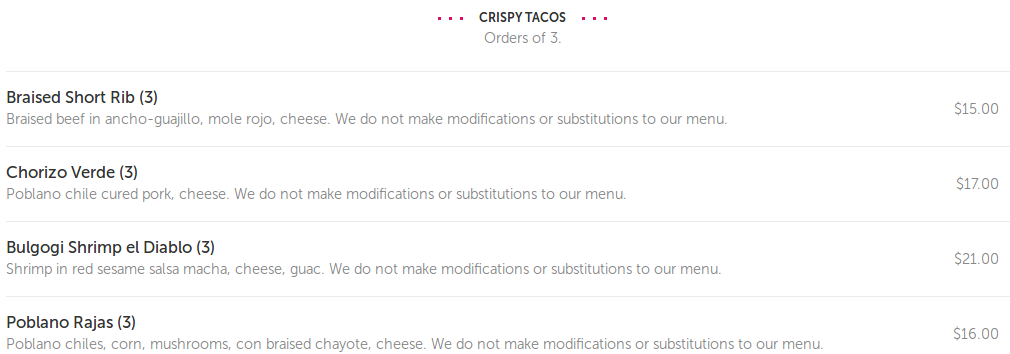 CRISPY TACOS
Orders of 3.
Braised Short Rib (3)
Braised beef in ancho-guajillo, mole rojo, cheese. We do not make modifications or substitutions to our menu.
$15.00
Chorizo Verde (3)
Poblano chile cured pork, cheese. We do not make modifications or substitutions to our menu.
$17.00
Bulgogi Shrimp el Diablo (3)
Shrimp in red sesame salsa macha, cheese, guac. We do not make modifications or substitutions to our menu.
$21.00
Poblano Rajas (3)
Poblano chiles, corn, mushrooms, con braised chayote, cheese. We do not make modifications or substitutions to our menu.
$16.00